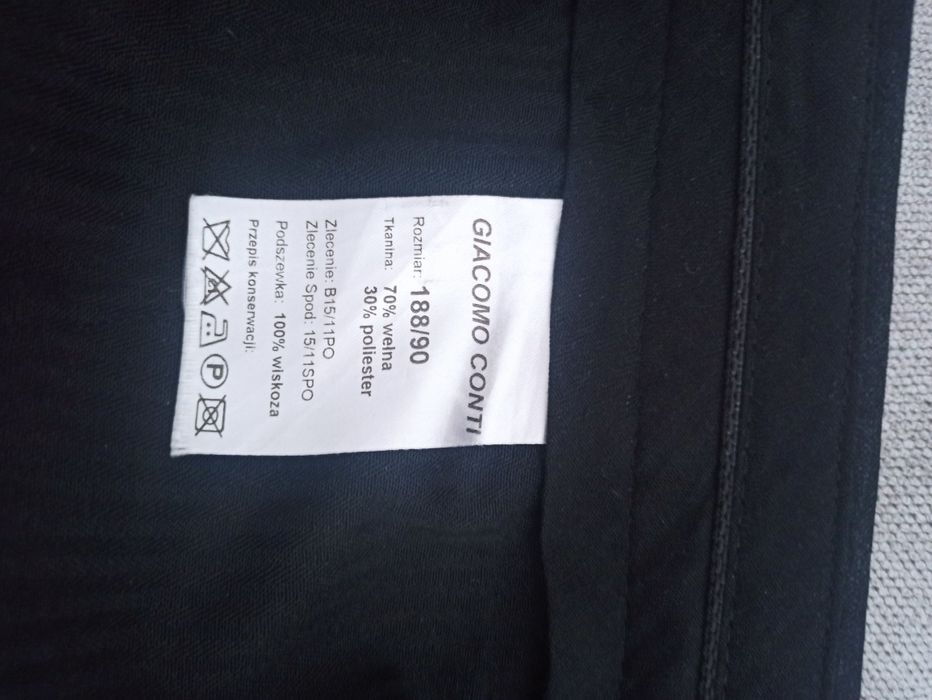 GIACOMO CONTI
Rozmiar: 188/90
Tkanina: 70% wełna
30% poliester
Zlecenie: B15/11PO
Zlecenie Spod: 15/11SPO
Podszewka: 100% wiskoza
Przepis konserwacji:
P